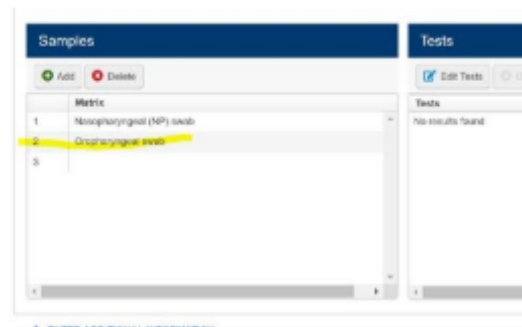 Samples
Tests
Add Delete
Edit Tests
Matrix
Tests
1 Nasopharyngeal (NP) swab
No results found
2 Oropharyngeal swab
3